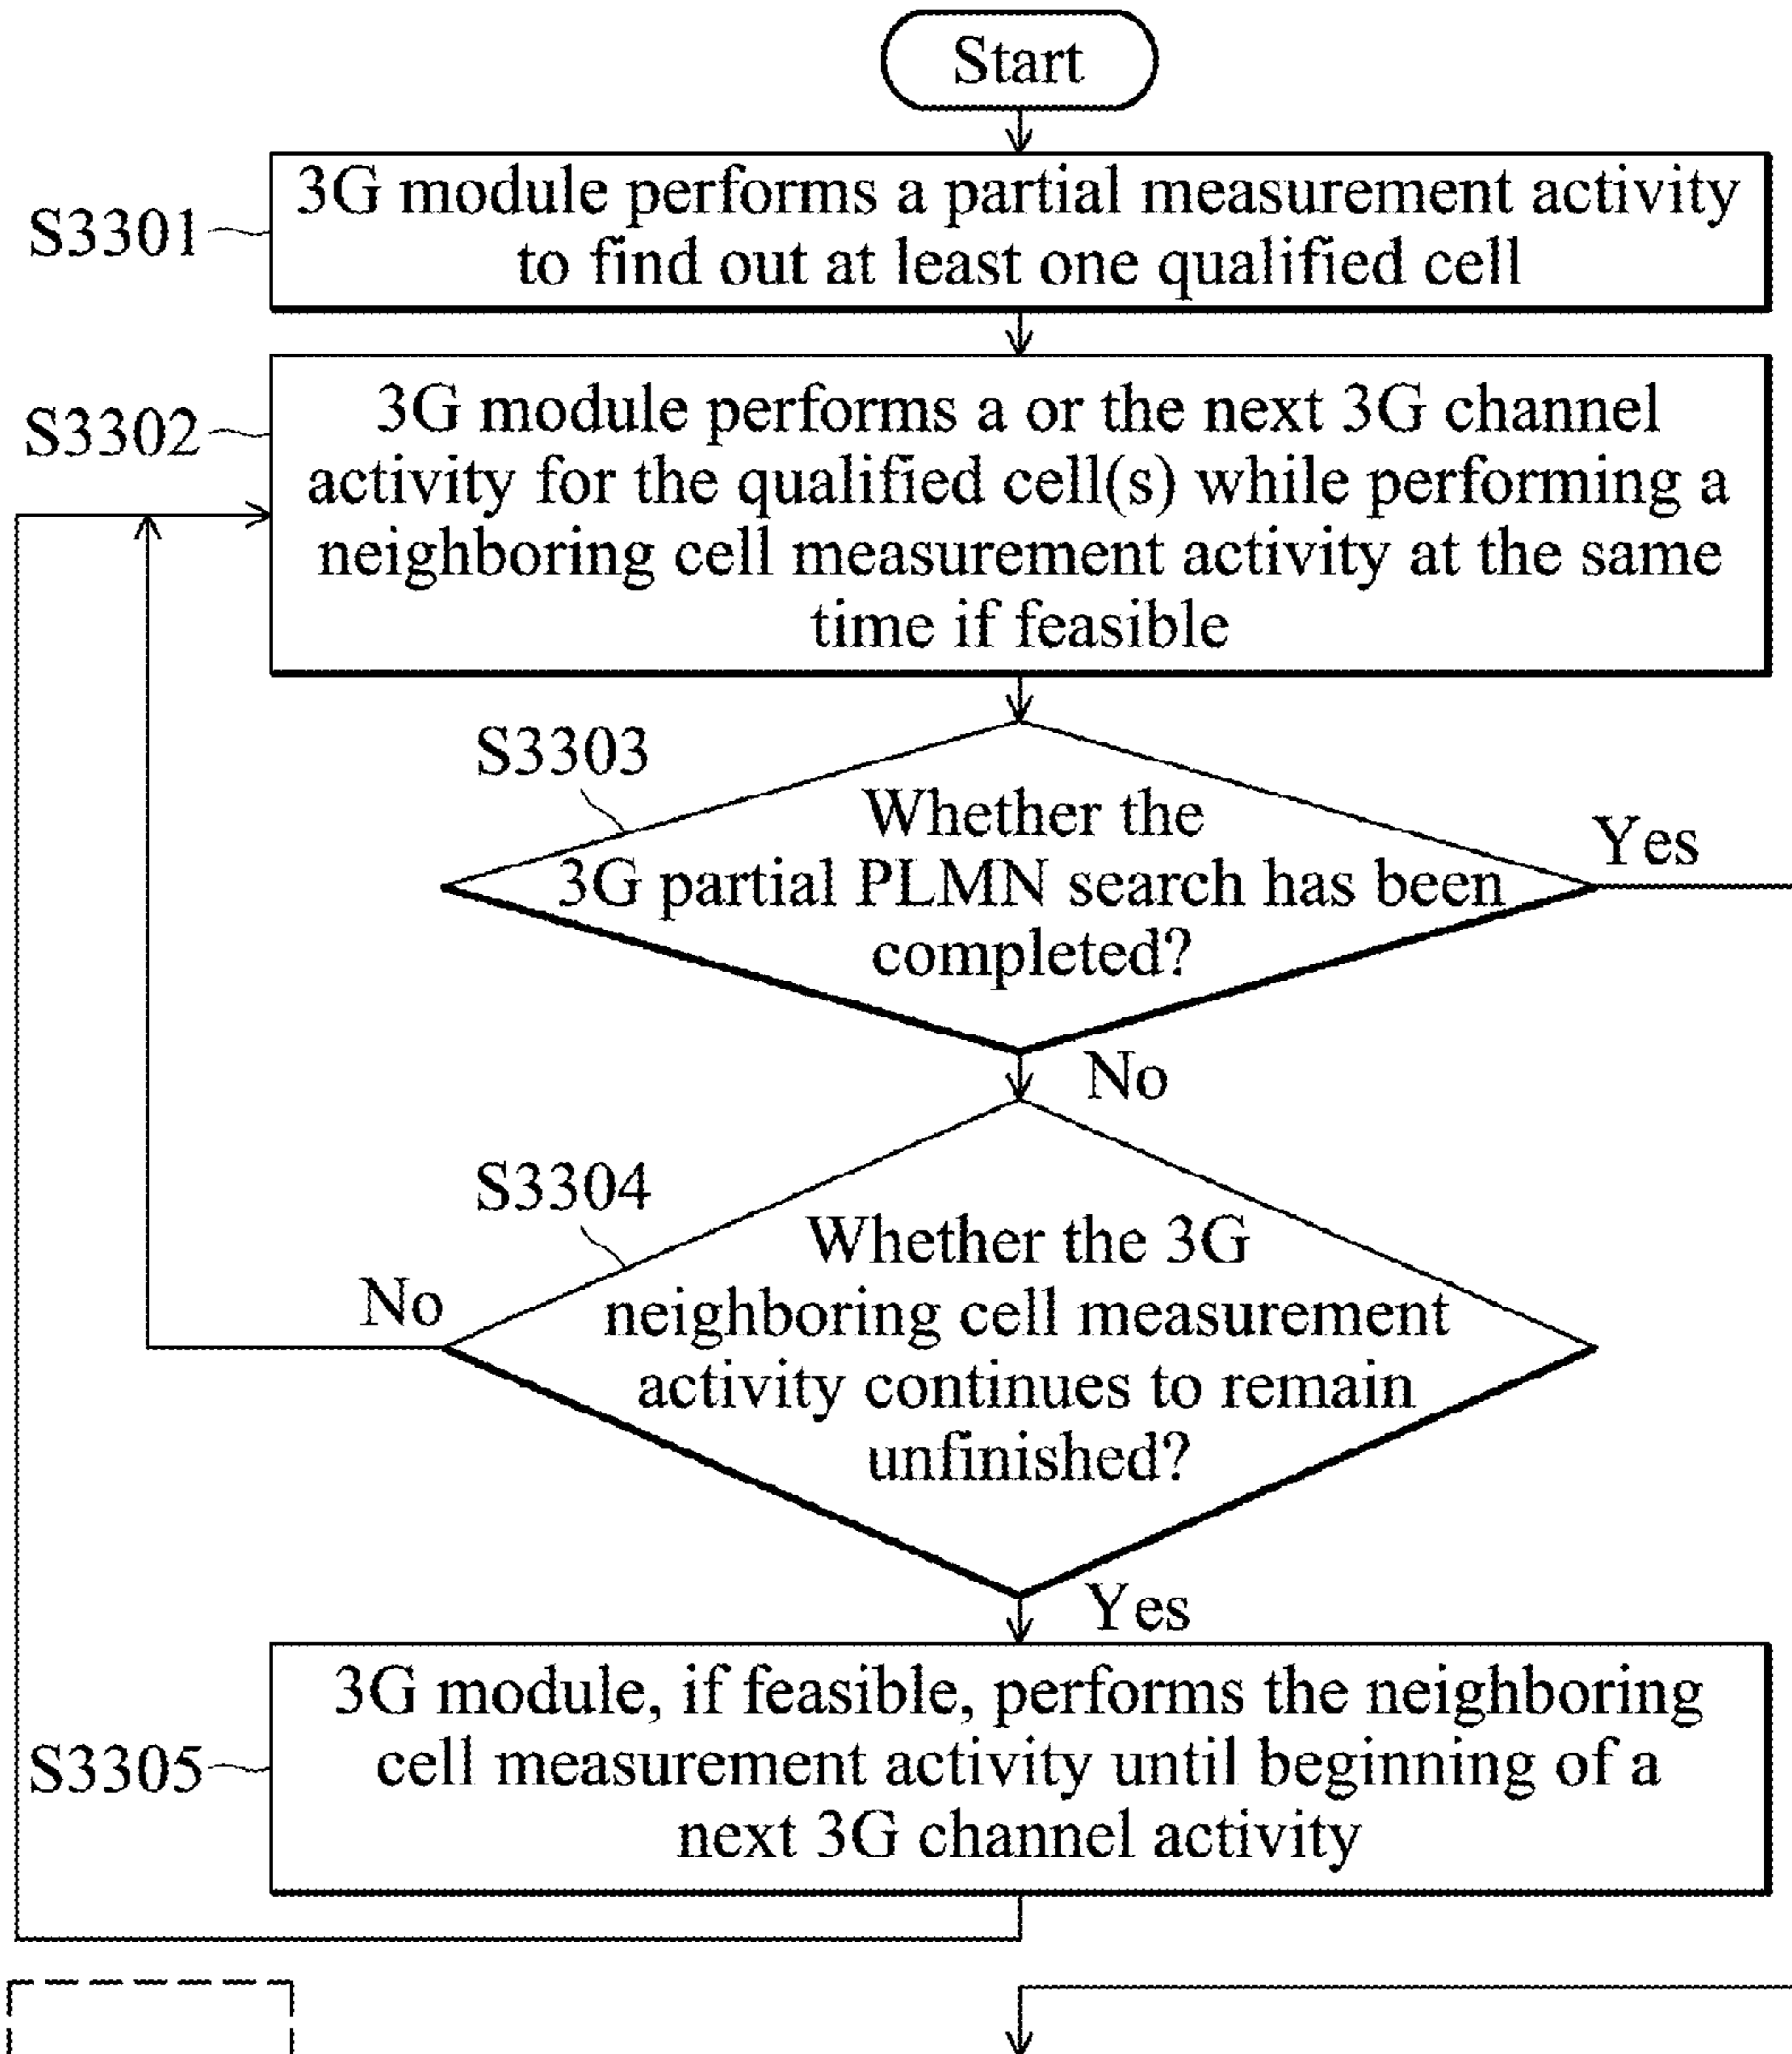 Start
S3301
3G module performs a partial measurement activity
to find out at least one qualified cell
S3302
3G module performs a or the next 3G channel
activity for the qualified cell(s) while performing a
neighboring cell measurement activity at the same
time if feasible
S3303
Whether the
3G partial PLMN search has been
completed?
Yes
No
S3304
Whether the 3G
neighboring cell measurement
activity continues to remain
unfinished?
No
Yes
S3305
3G module, if feasible, performs the neighboring
cell measurement activity until beginning of a
next 3G channel activity